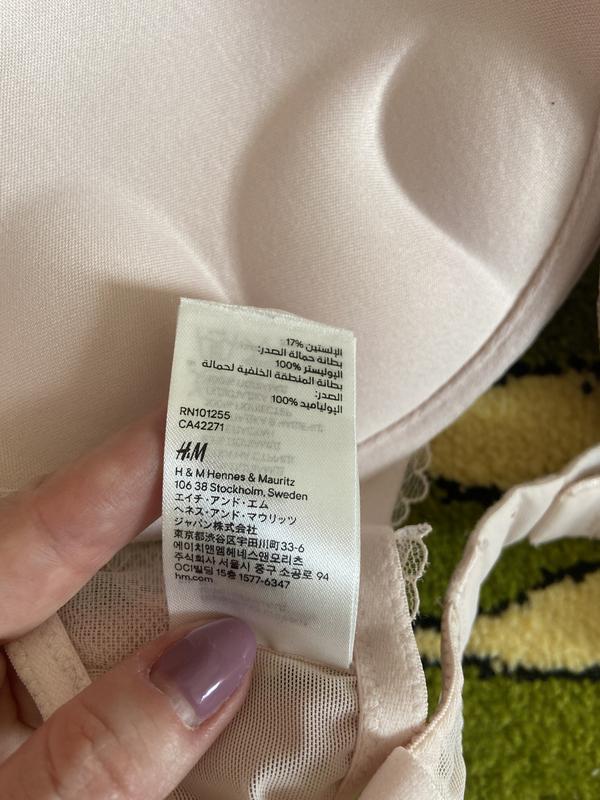 الإلستين 17%
بطانة حمالة الصدر:
البوليستر 100%
بطانة المنطقة الخلفية لحمالة
الصدر:
البولياميد 100%
RN101255
CA42271
H&M
H & M Hennes & Mauritz
106 38 Stockholm, Sweden
エイチ・アンド・エム
ヘネス・アンド・マウリッツ
ジャパン株式会社
東京都渋谷区宇田川町33-6
에이치앤엠헤네스앤모리츠
주식회사 서울시 중구 소공로 94
OCI빌딩 15층 1577-6347
hm.com